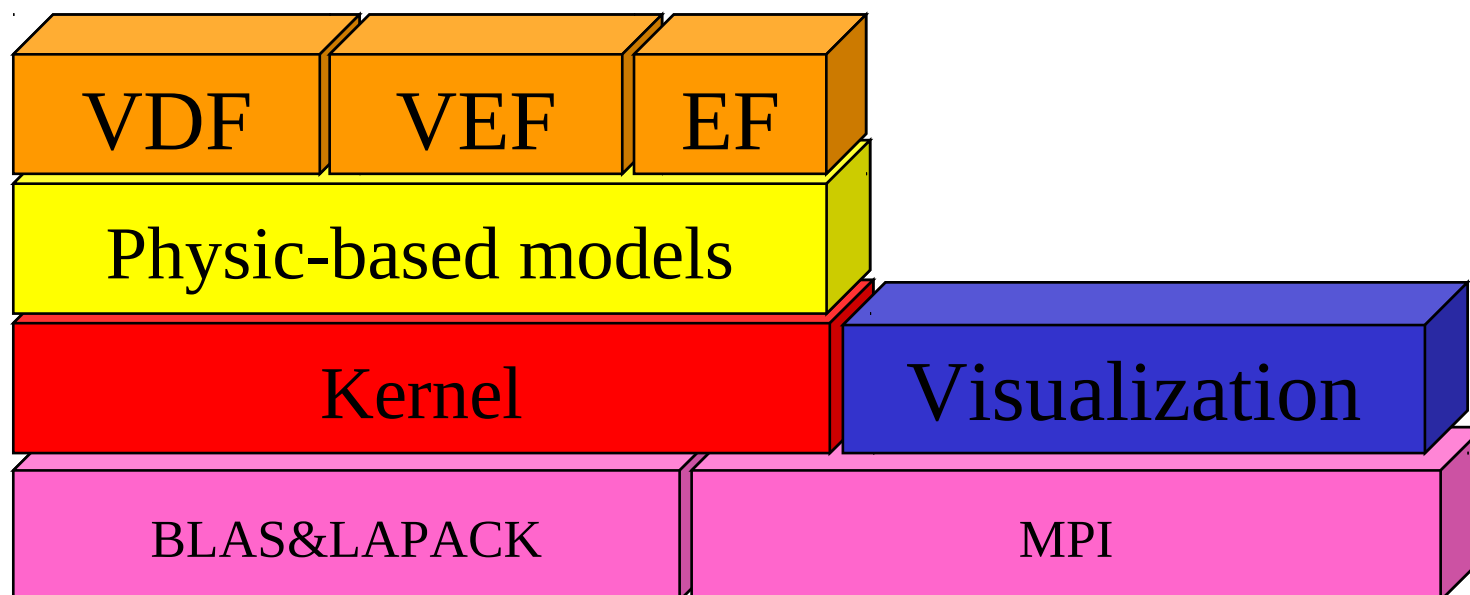 VDF VEF EF
Physic-based models
Kernel Visualization
BLAS&LAPACK MPI